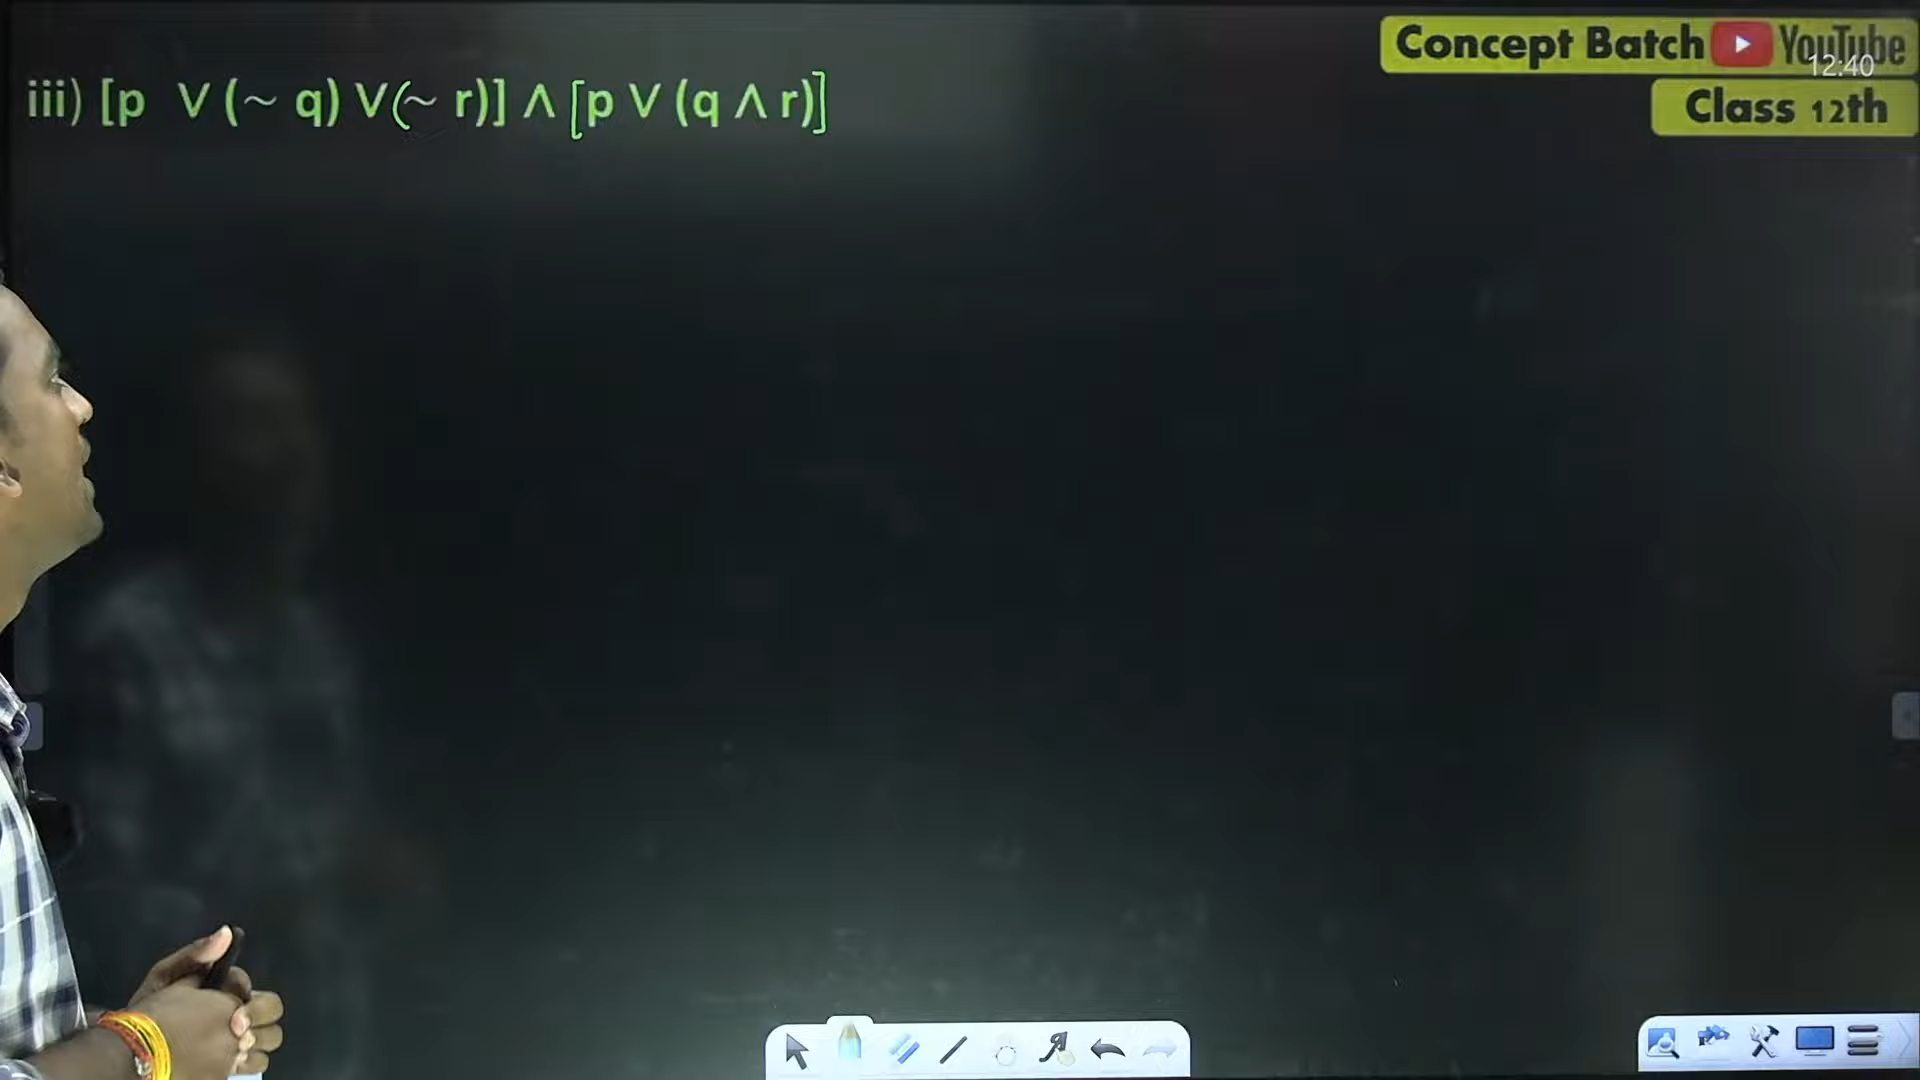 Concept Batch YouTube
12:40
Class 12th
iii) [p ∨ (~ q) ∨(~ r)] ∧ [p ∨ (q ∧ r)]